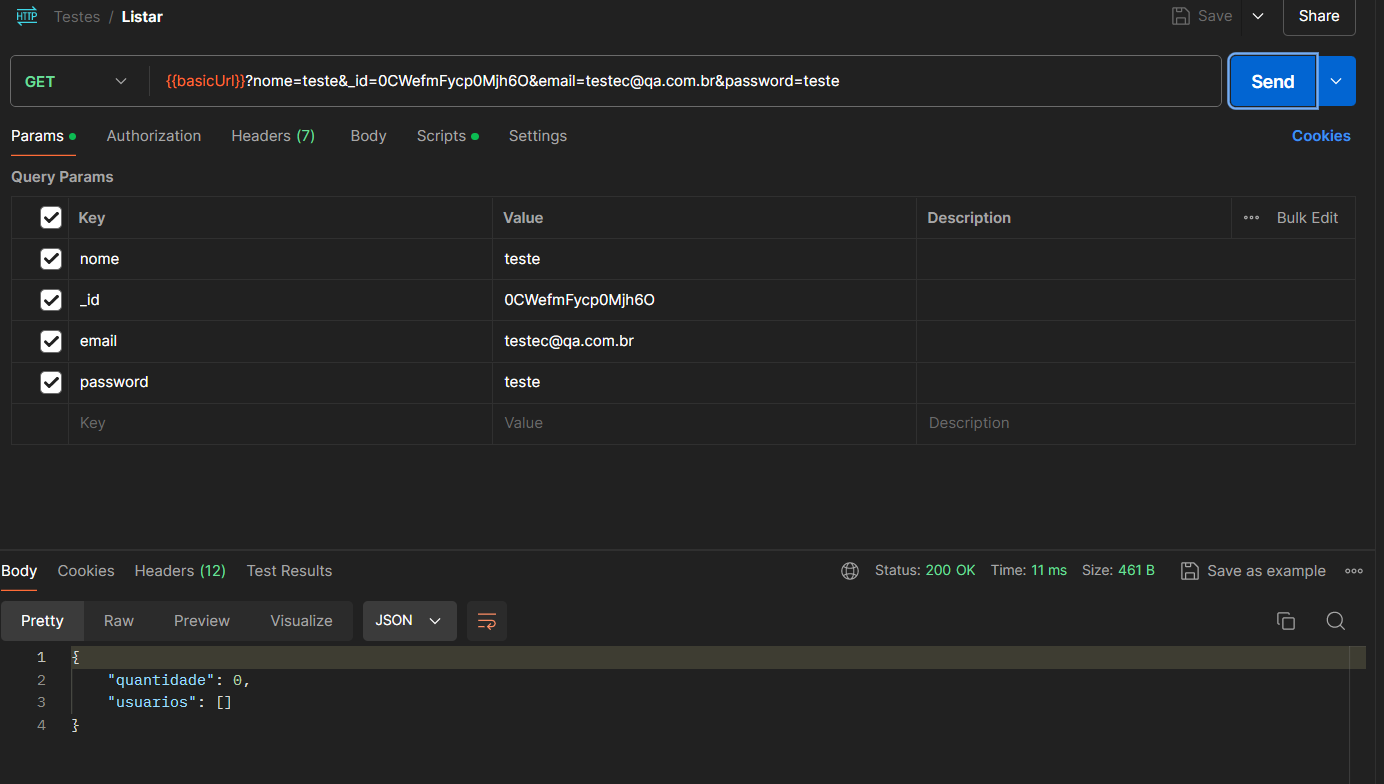 HTTP Testes / Listar Save Share
GET {{basicUrl}}?nome=teste&_id=0CWefmFycp0Mjh6O&email=testec@qa.com.br&password=teste Send
Params Authorization Headers (7) Body Scripts Settings Cookies
Query Params
Key Value Description Bulk Edit
nome teste
_id 0CWefmFycp0Mjh6O
email testec@qa.com.br
password teste
Key Value Description
Body Cookies Headers (12) Test Results Status: 200 OK Time: 11 ms Size: 461 B Save as example
Pretty Raw Preview Visualize JSON
1 {
2 "quantidade": 0,
3 "usuarios": []
4 }